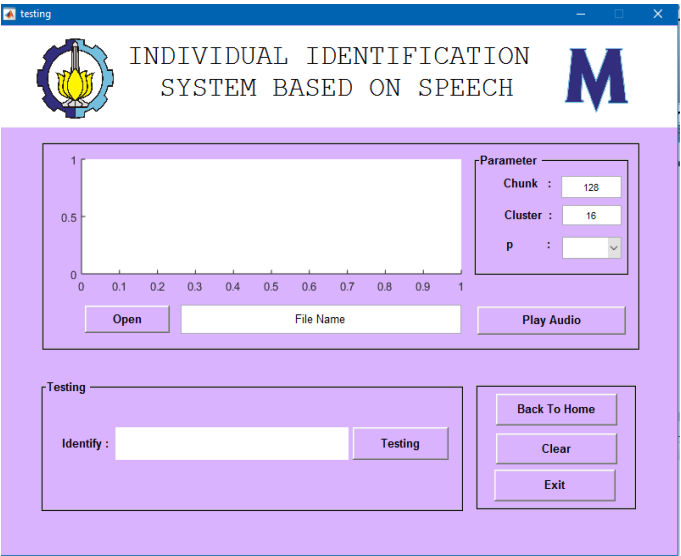 testing
INDIVIDUAL IDENTIFICATION
SYSTEM BASED ON SPEECH
M
1
0.5
0
0 0.1 0.2 0.3 0.4 0.5 0.6 0.7 0.8 0.9 1
Parameter
Chunk : 128
Cluster : 16
p :
Open File Name Play Audio
Testing
Identify : Testing
Back To Home
Clear
Exit